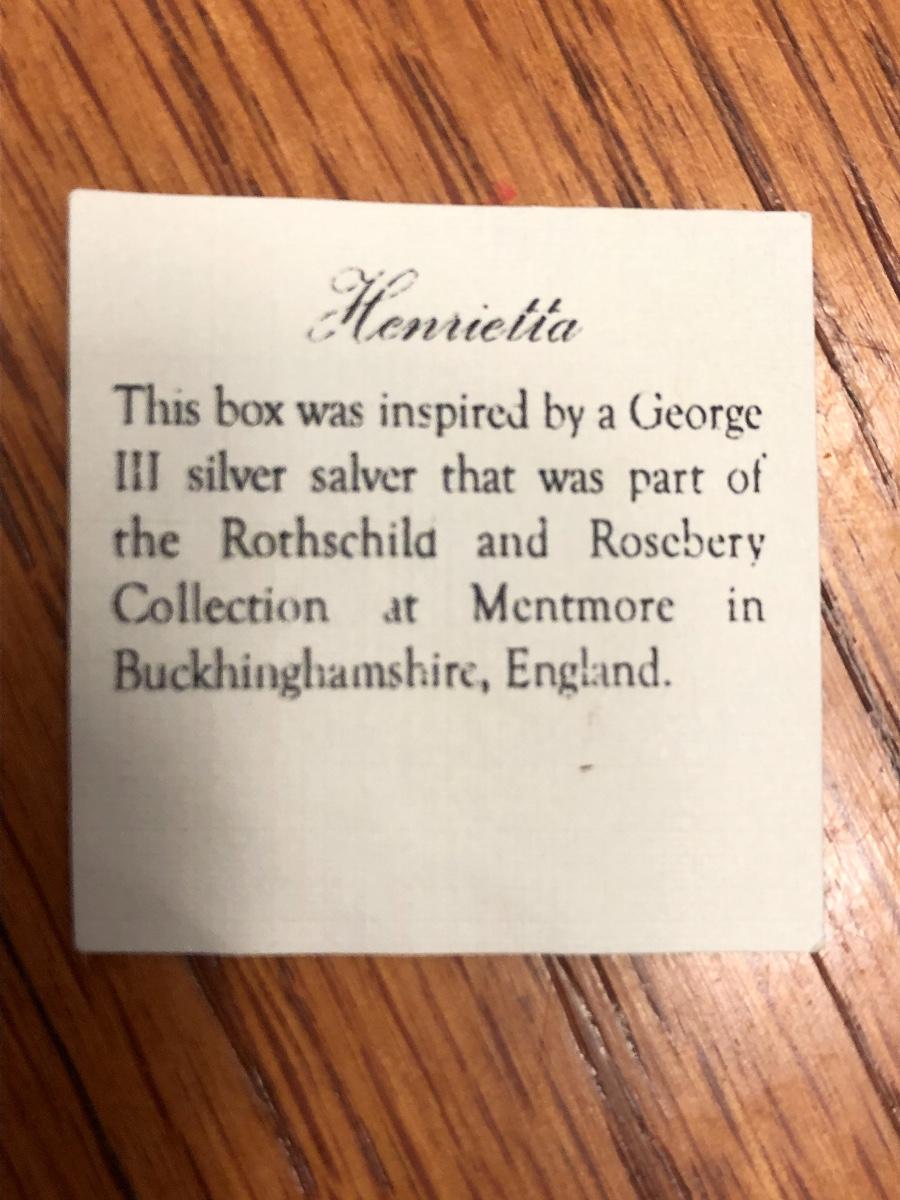 Henrietta
This box was inspired by a George
III silver salver that was part of
the Rothschild and Rosebery
Collection at Mentmore in
Buckhinghamshire, England.